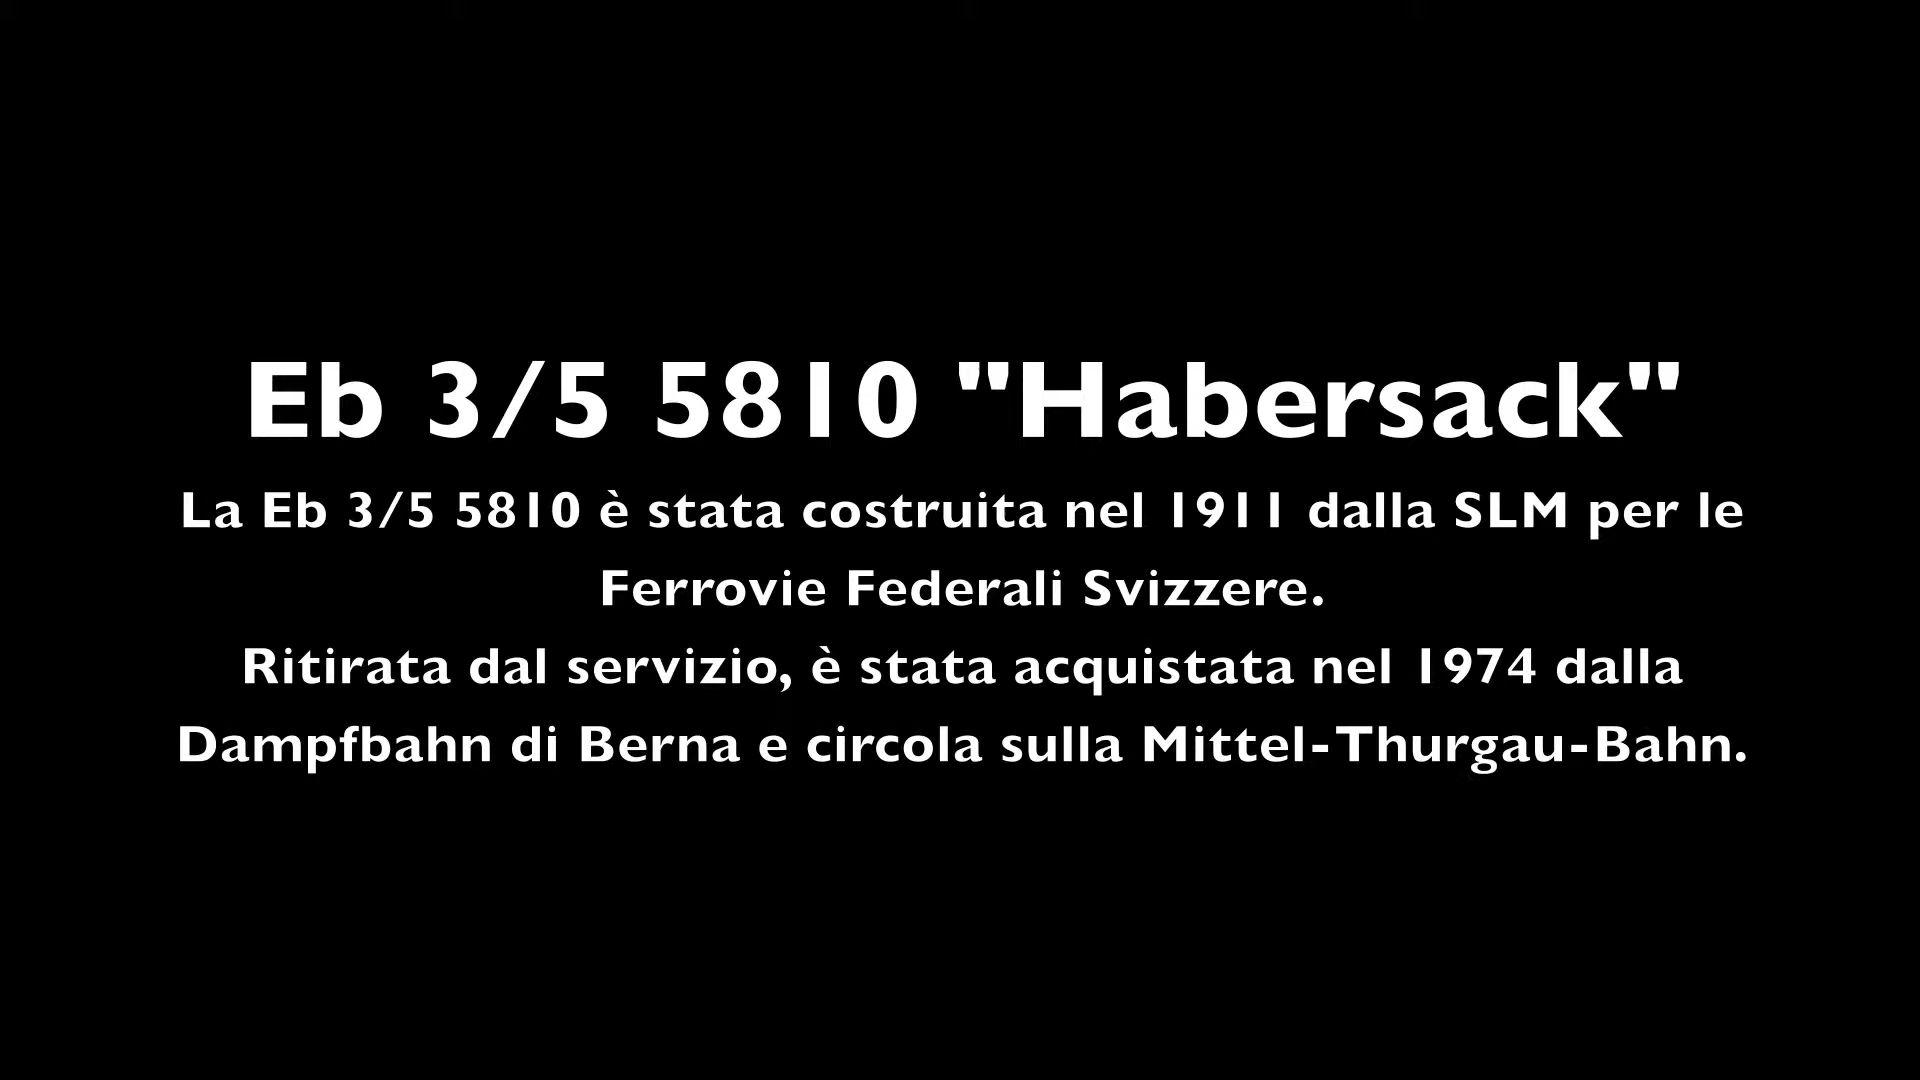 Eb 3/5 5810 "Habersack"
La Eb 3/5 5810 è stata costruita nel 1911 dalla SLM per le
Ferrovie Federali Svizzere.
Ritirata dal servizio, è stata acquistata nel 1974 dalla
Dampfbahn di Berna e circola sulla Mittel-Thurgau-Bahn.